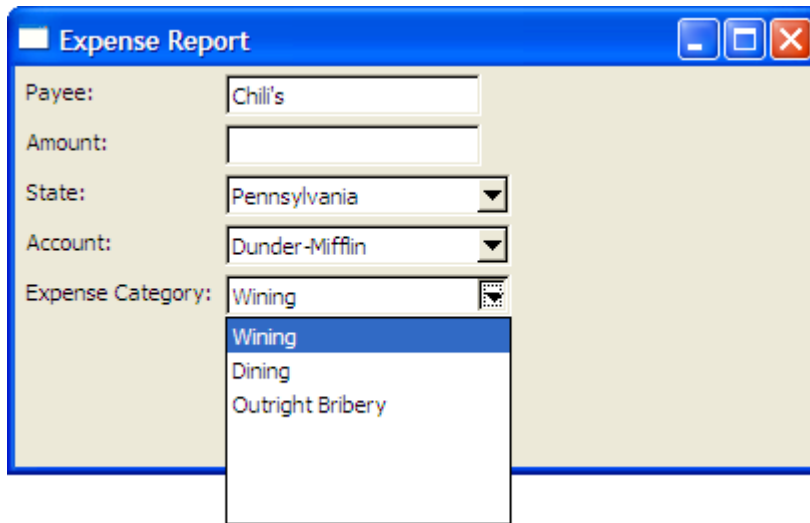 Expense Report
Payee: Chili's
Amount:
State: Pennsylvania
Account: Dunder-Mifflin
Expense Category: Wining
Wining
Dining
Outright Bribery